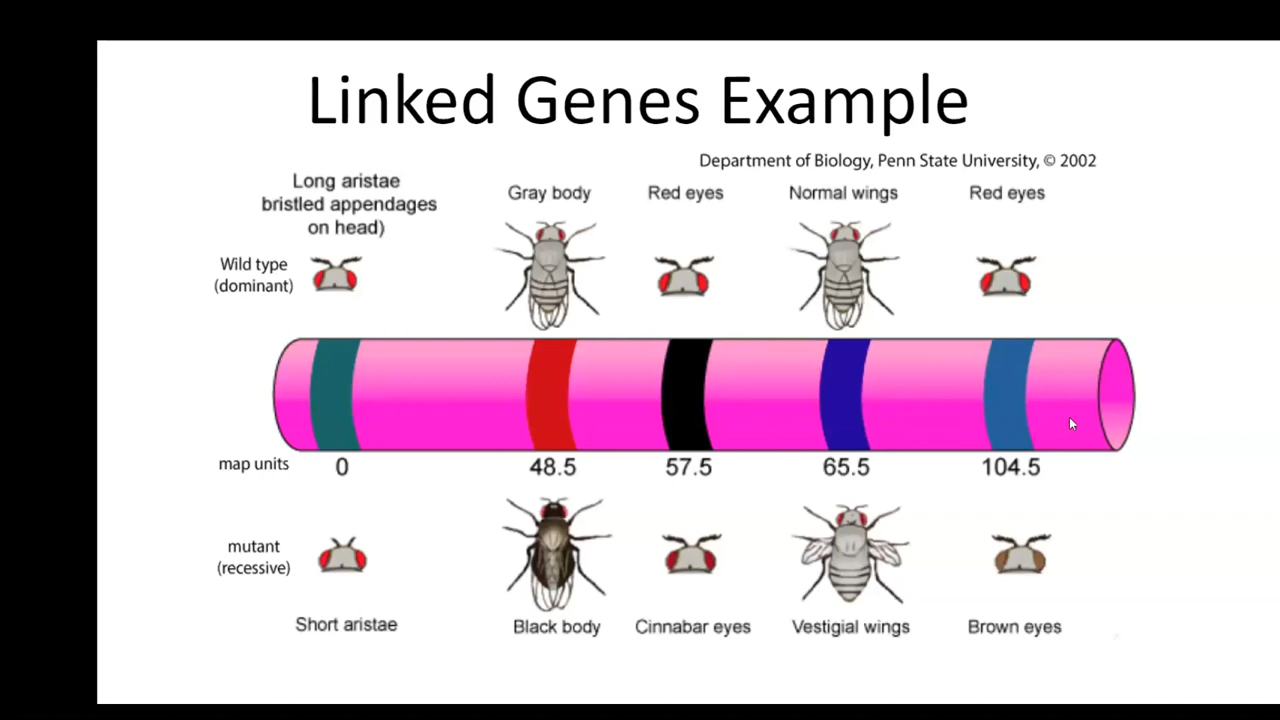 Linked Genes Example
Department of Biology, Penn State University, © 2002
Long aristae
bristled appendages
on head)
Gray body
Red eyes
Normal wings
Red eyes
Wild type
(dominant)
map units
0
48.5
57.5
65.5
104.5
mutant
(recessive)
Short aristae
Black body
Cinnabar eyes
Vestigial wings
Brown eyes